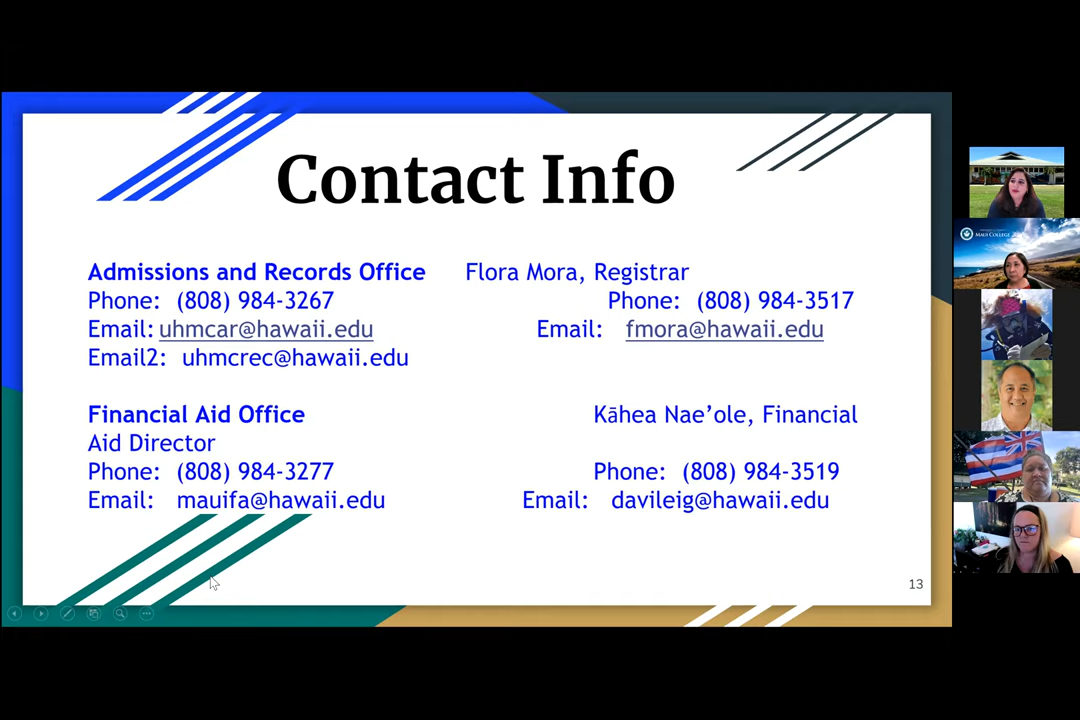 Contact Info
Admissions and Records Office Flora Mora, Registrar
Phone: (808) 984-3267 Phone: (808) 984-3517
Email: uhmcar@hawaii.edu Email: fmora@hawaii.edu
Email2: uhmcrec@hawaii.edu
Financial Aid Office Kāhea Nae’ole, Financial
Aid Director
Phone: (808) 984-3277 Phone: (808) 984-3519
Email: mauifa@hawaii.edu Email: davileig@hawaii.edu
13
MAUI COLLEGE